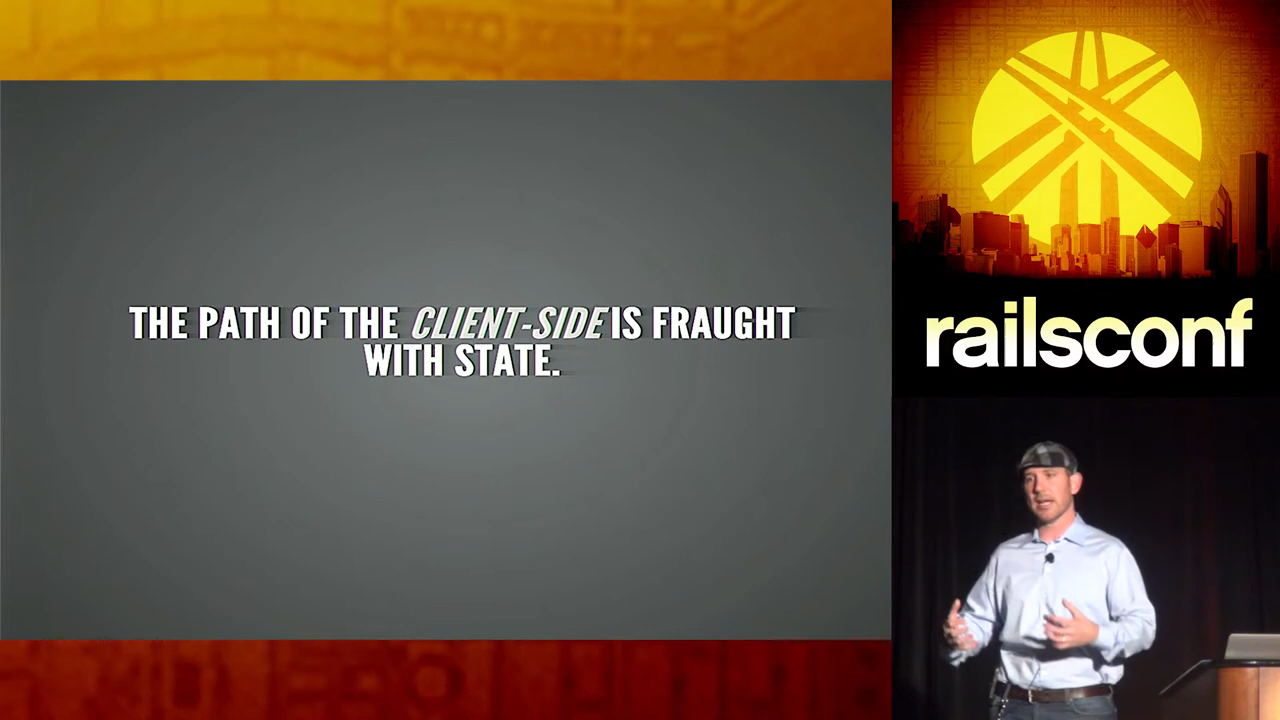 THE PATH OF THE CLIENT-SIDE IS FRAUGHT
WITH STATE.
railsconf